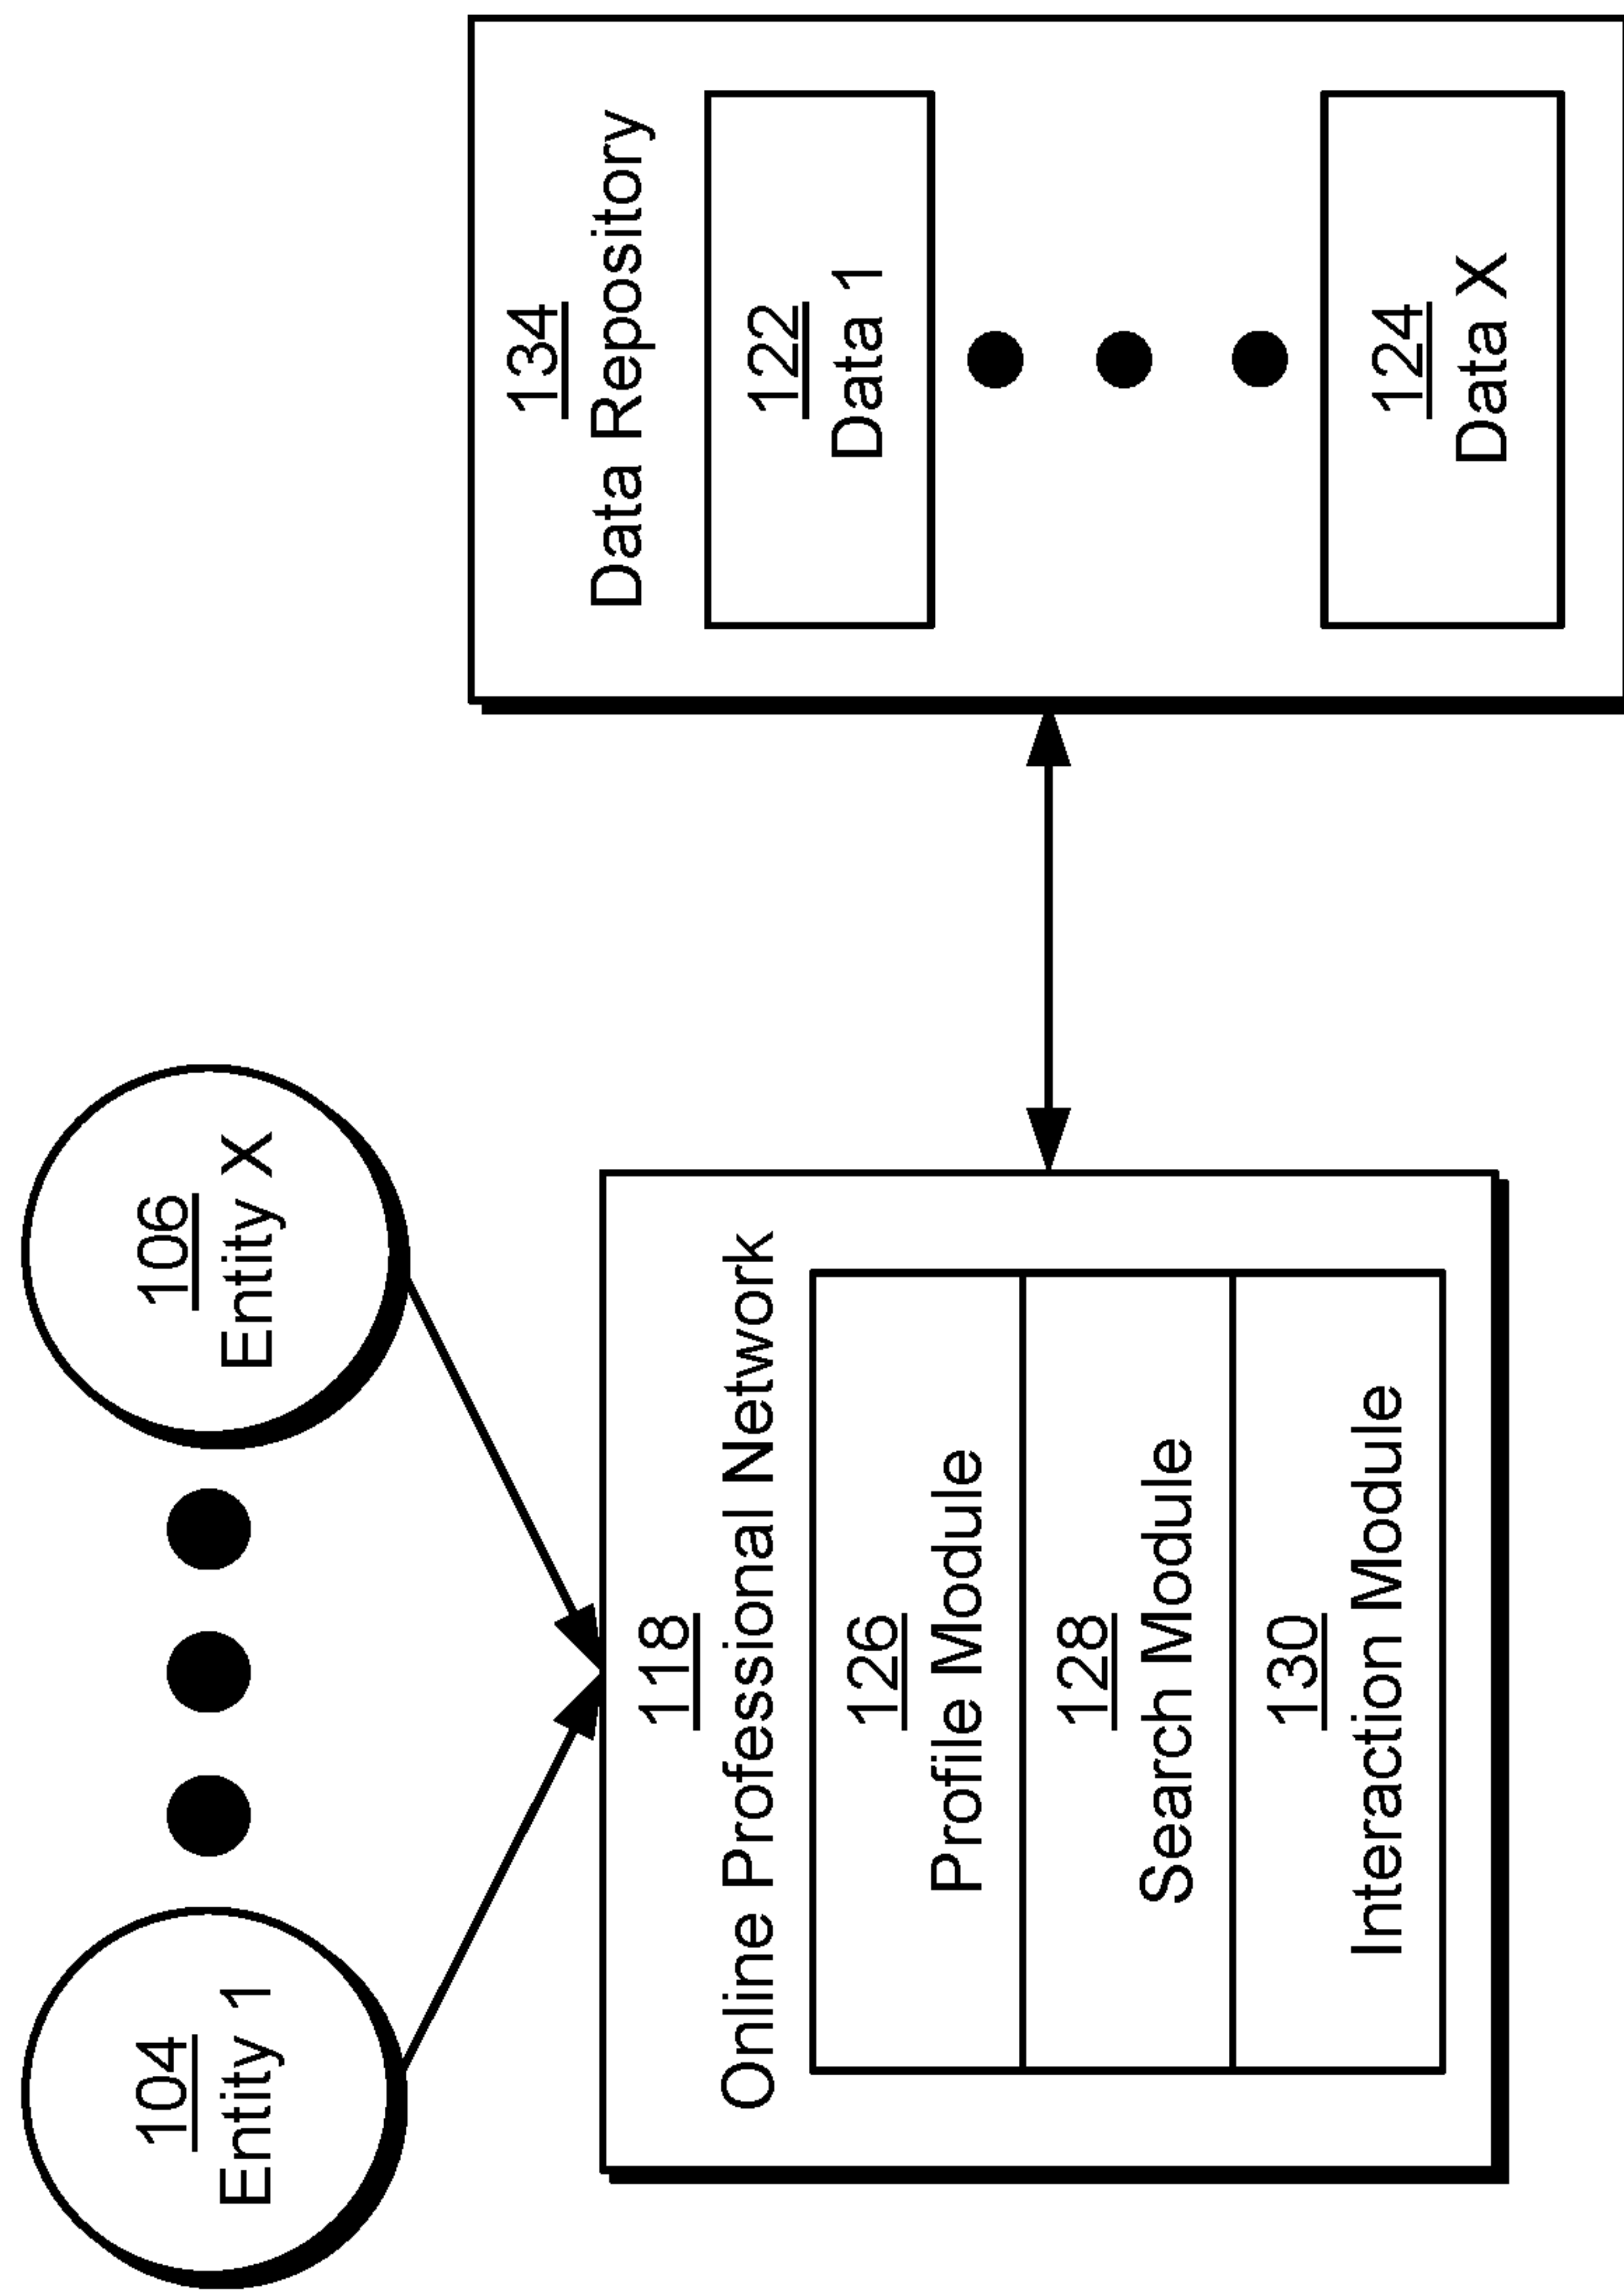 104
Entity 1
106
Entity x
118
Online Professional Network
126
Profile Module
128
Search Module
130
Interaction Module
134
Data Repository
122
Data 1
124
Data x